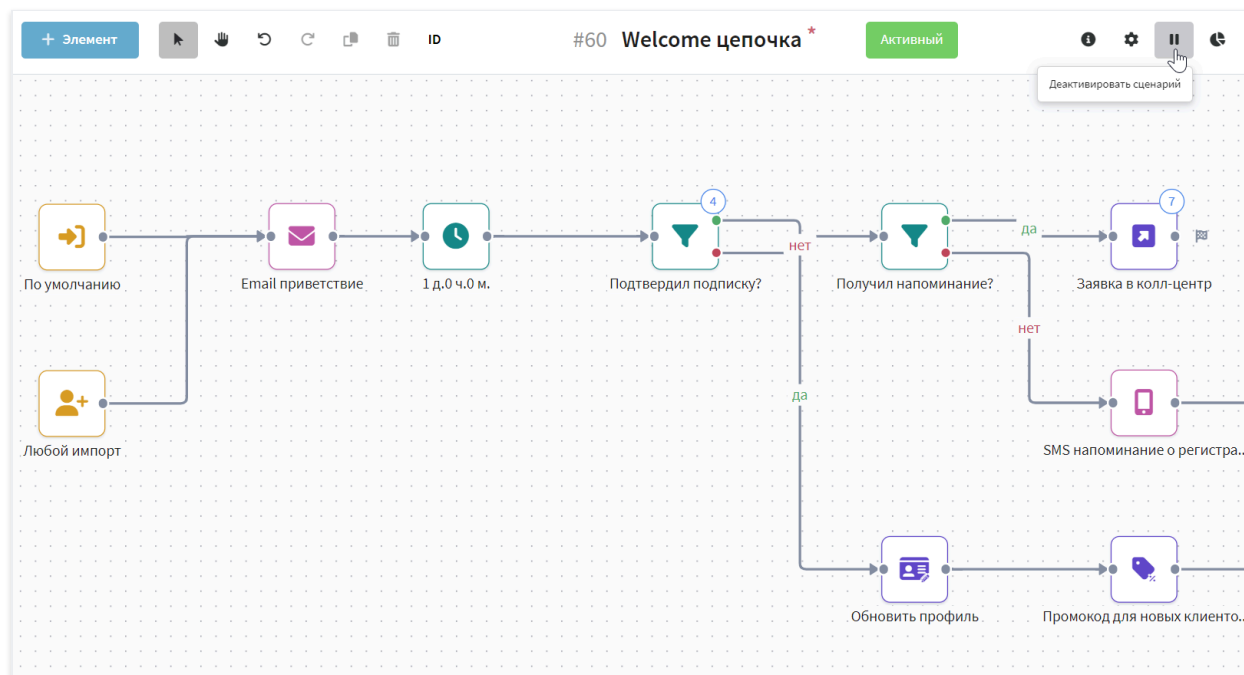 + Элемент
ID
#60 Welcome цепочка *
Активный
Деактивировать сценарий
4
7
нет
да
По умолчанию
Email приветствие
1 д.0 ч.0 м.
Подтвердил подписку?
Получил напоминание?
Заявка в колл-центр
нет
да
Любой импорт
SMS напоминание о регистра..
Обновить профиль
Промокод для новых клиенто..